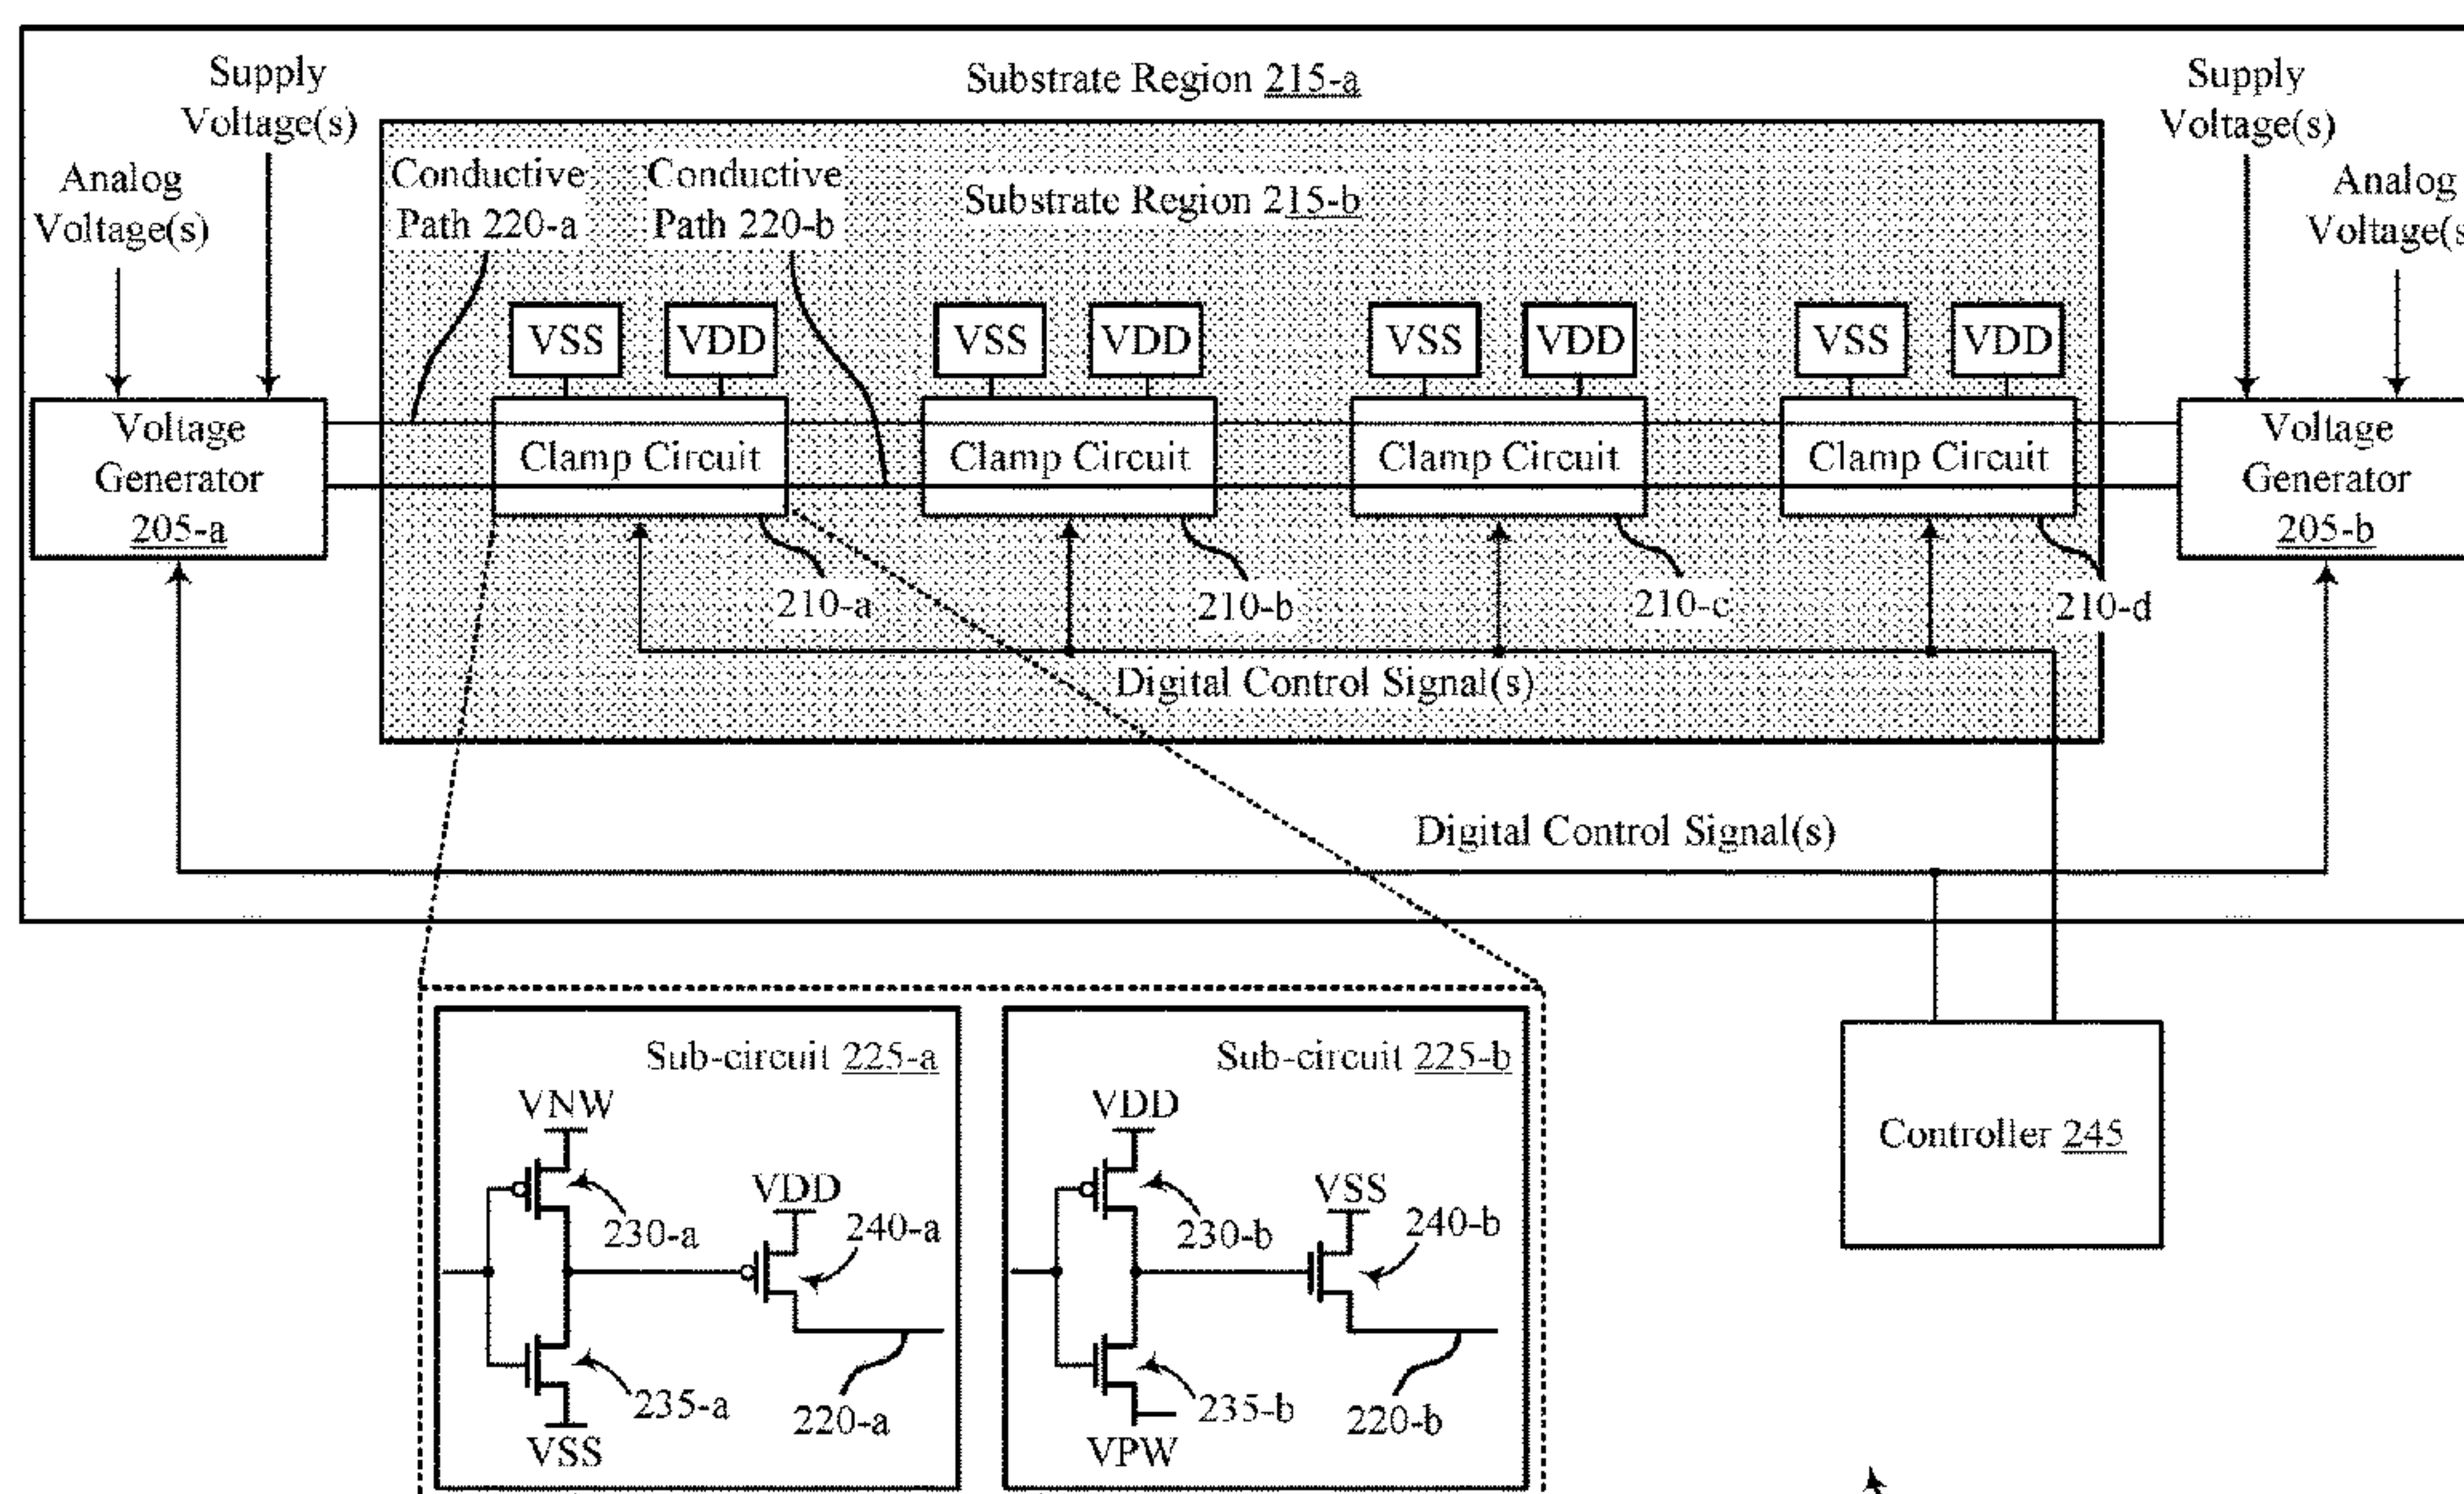 Substrate Region 215-a
Supply
Voltage(s)
Analog
Voltage(s)
Supply
Voltage(s)
Analog
Voltage(s
Conductive
Path 220-a
Conductive
Path 220-b
Substrate Region 215-b
VSS
VDD
VSS
VDD
VSS
VDD
VSS
VDD
Voltage
Generator
205-a
Clamp Circuit
Clamp Circuit
Clamp Circuit
Clamp Circuit
Voltage
Generator
205-b
210-a
210-b
210-c
210-d
Digital Control Signal(s)
Digital Control Signal(s)
Sub-circuit 225-a
VNW
230-a
VDD
240-a
235-a
220-a
VSS
Sub-circuit 225-b
VDD
230-b
VSS
240-b
235-b
220-b
VPW
Controller 245